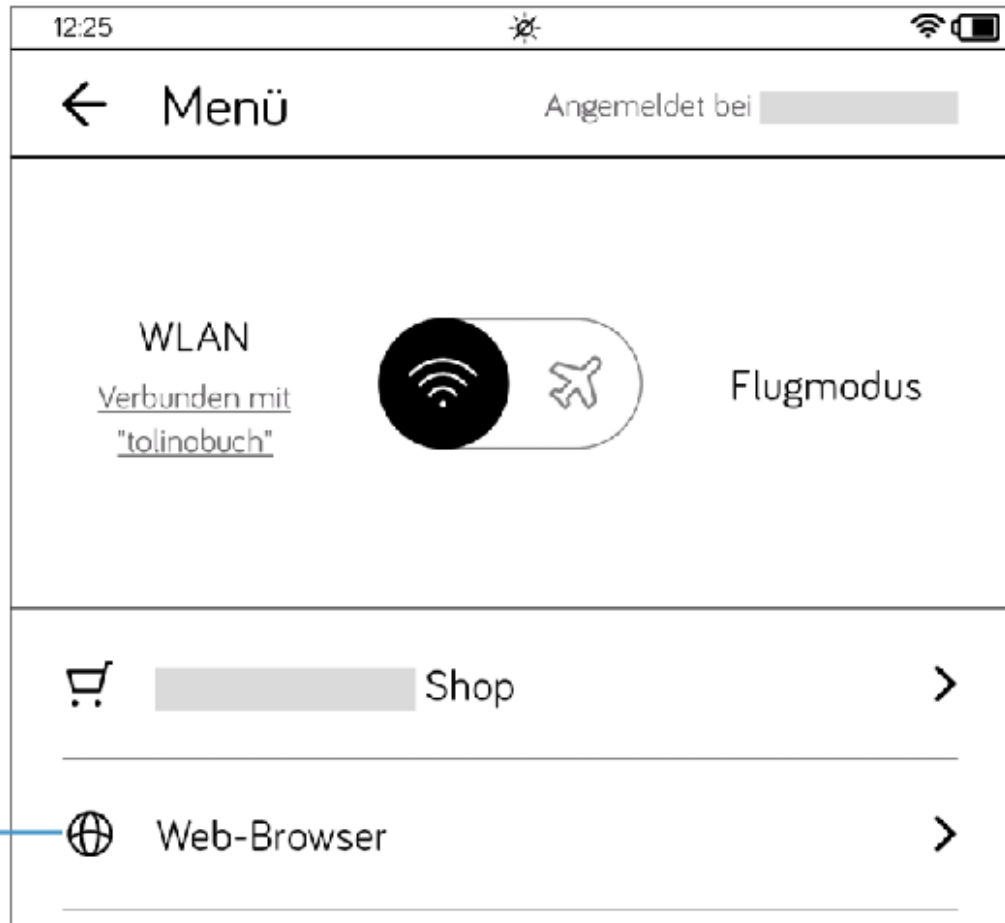 12:25
Menü
Angemeldet bei
WLAN
Verbunden mit
"tolinobuch"
Flugmodus
Shop
Web-Browser